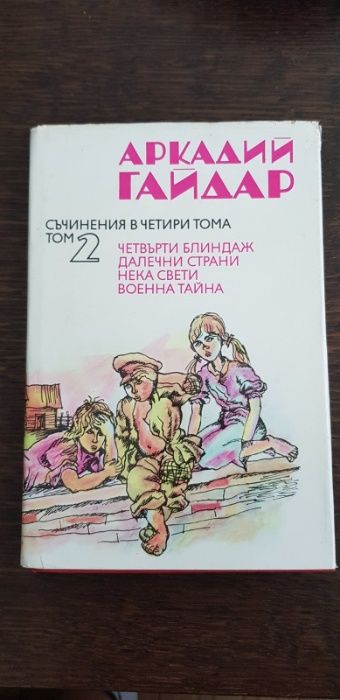 АРКАДИЙ
ГАЙДАР
СЪЧИНЕНИЯ В ЧЕТИРИ ТОМА
ТОМ 2
ЧЕТВЪРТИ БЛИНДАЖ
ДАЛЕЧНИ СТРАНИ
НЕКА СВЕТИ
ВОЕННА ТАЙНА